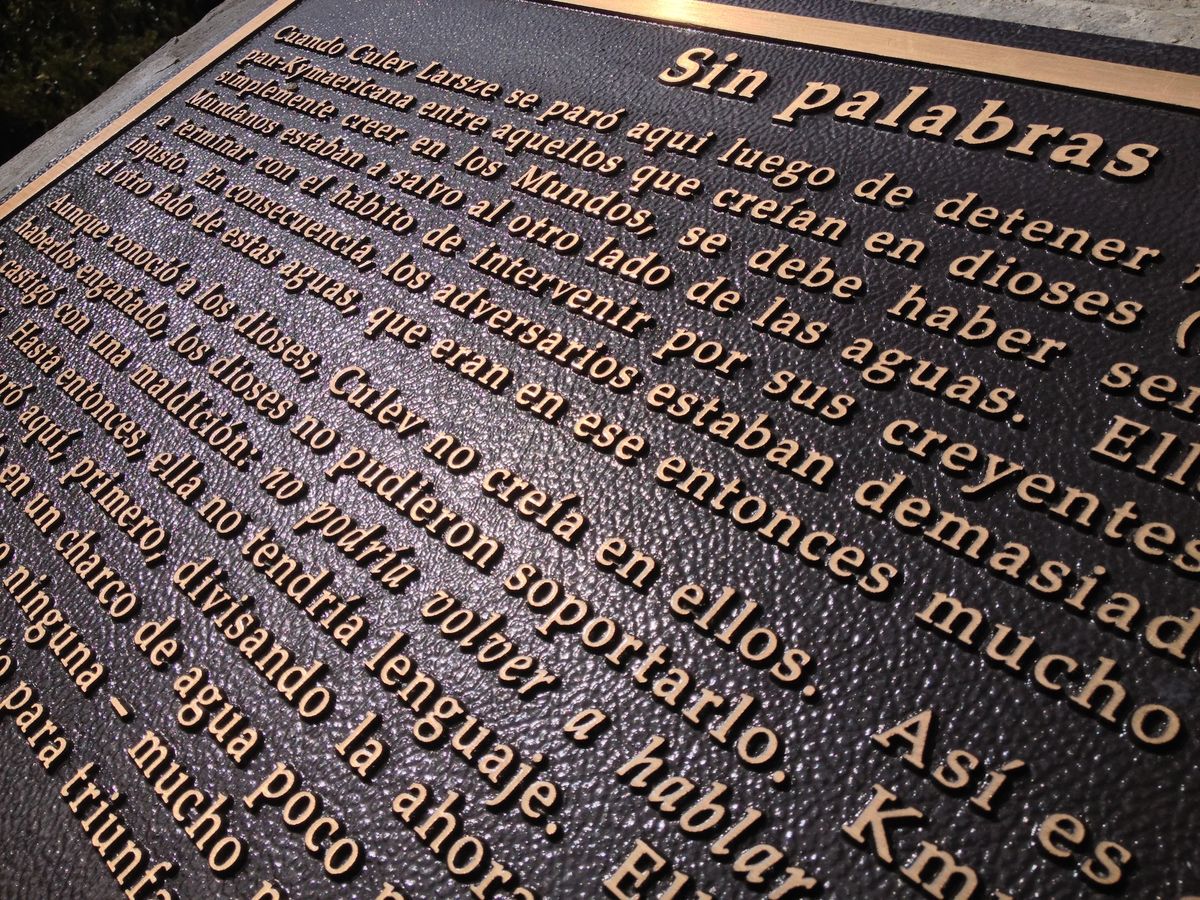 Sin palabras
Cuando Culev Larsze se paró aqui luego de detener
pan-Kymaericana entre aquellos que creían en dioses (
simplemente creer en los Mundos, se debe haber sen
Mundanos estaban a salvo al otro lado de las aguas. Ell
a terminar con el hábito de intervenir por sus creyentes
injusto. En consecuencia, los adversarios estaban demasiad
al otro lado de estas aguas, que eran en ese entonces mucho
Aunque conoció a los dioses, Culev no creía en ellos. Así es
haberlos engañado, los dioses no pudieron soportarlo. Km
castigó con una maldición: no podría volver a hablar
Hasta entonces, ella no tendría lenguaje. El
aquí, primero, divisando la ahora
en un charco de agua poco
ninguna - mucho
para triunfa